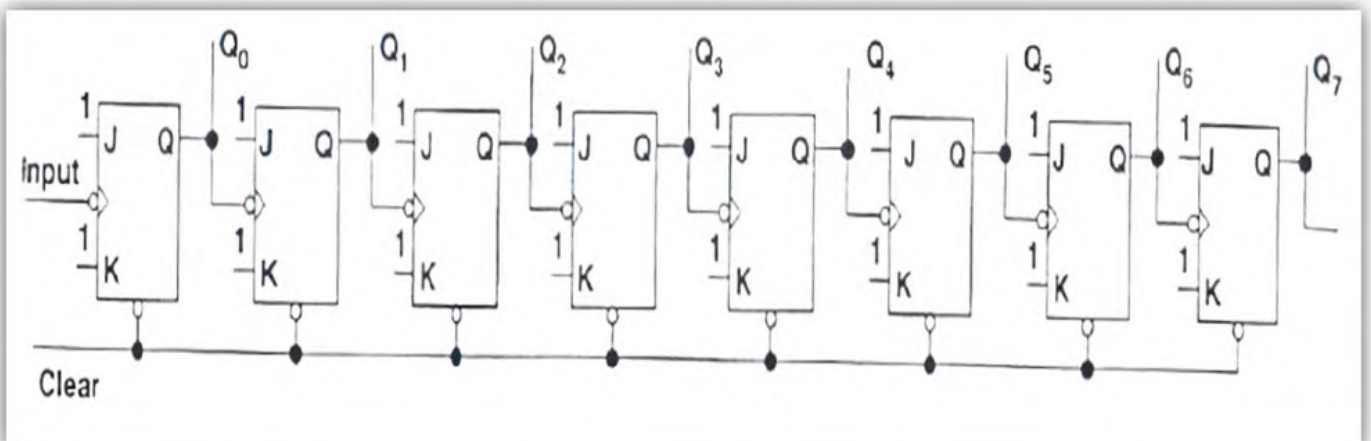 Q0 Q1 Q2 Q3 Q4 Q5 Q6 Q7
1 1 1 1 1 1 1 1
J Q J Q J Q J Q J Q J Q J Q J Q
Input
1 1 1 1 1 1 1 1
K K K K K K K K
Clear